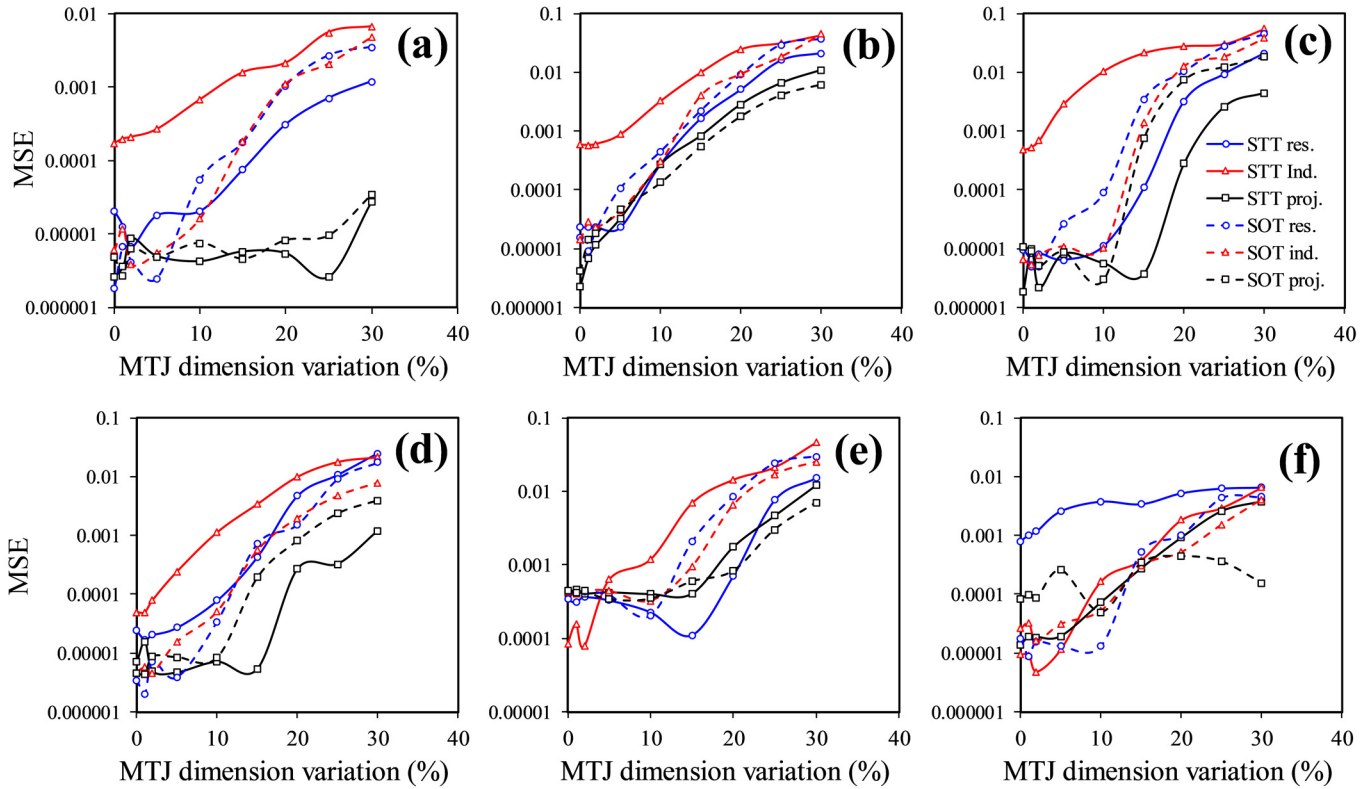 (a)
0.01
0.001
0.0001
0.00001
0.000001
MSE
0 10 20 30 40
MTJ dimension variation (%)
(b)
0.1
0.01
0.001
0.0001
0.00001
0.000001
0 10 20 30 40
MTJ dimension variation (%)
(c)
0.1
0.01
0.001
0.0001
0.00001
0.000001
STT res.
STT Ind.
STT proj.
SOT res.
SOT ind.
SOT proj.
0 10 20 30 40
MTJ dimension variation (%)
(d)
0.1
0.01
0.001
0.0001
0.00001
0.000001
MSE
0 10 20 30 40
MTJ dimension variation (%)
(e)
0.1
0.01
0.001
0.0001
0.00001
0 10 20 30 40
MTJ dimension variation (%)
(f)
0.1
0.01
0.001
0.0001
0.00001
0.000001
0 10 20 30 40
MTJ dimension variation (%)